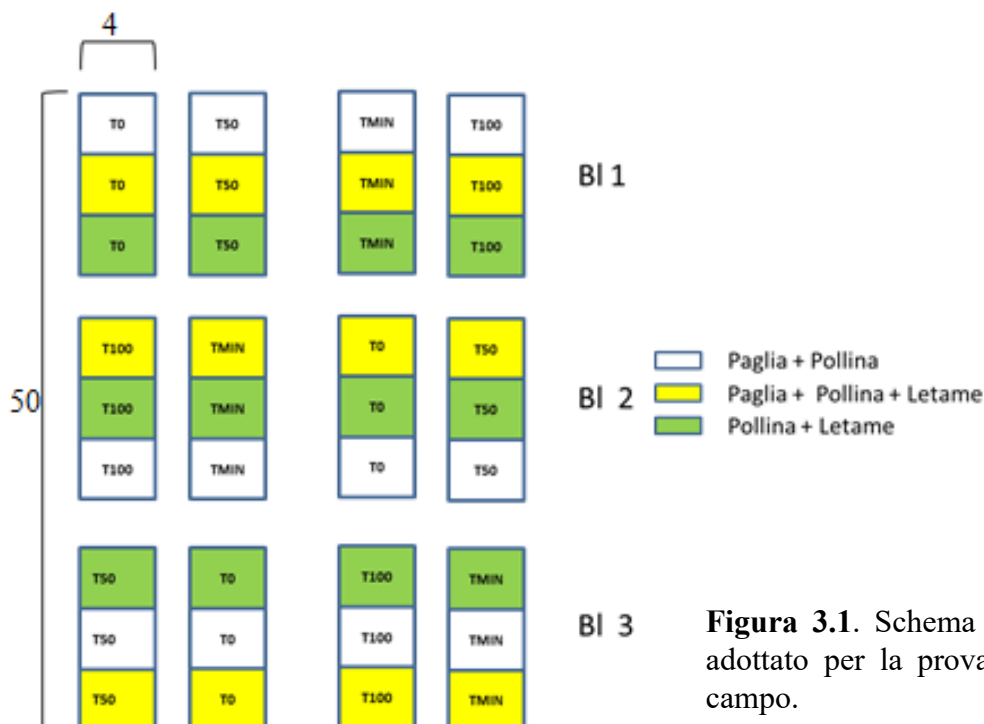 4
T0 T50 TMIN T100
T0 T50 TMIN T100
Bl 1
T0 T50 TMIN T100
T100 TMIN T0 T50
Paglia + Pollina
50
T100 TMIN T0 T50
Bl 2
Paglia + Pollina + Letame
Pollina + Letame
T100 TMIN T0 T50
T50 T0 T100 TMIN
T50 T0 T100 TMIN
Bl 3
T50 T0 T100 TMIN
Figura 3.1. Schema
adottato per la prova
campo.